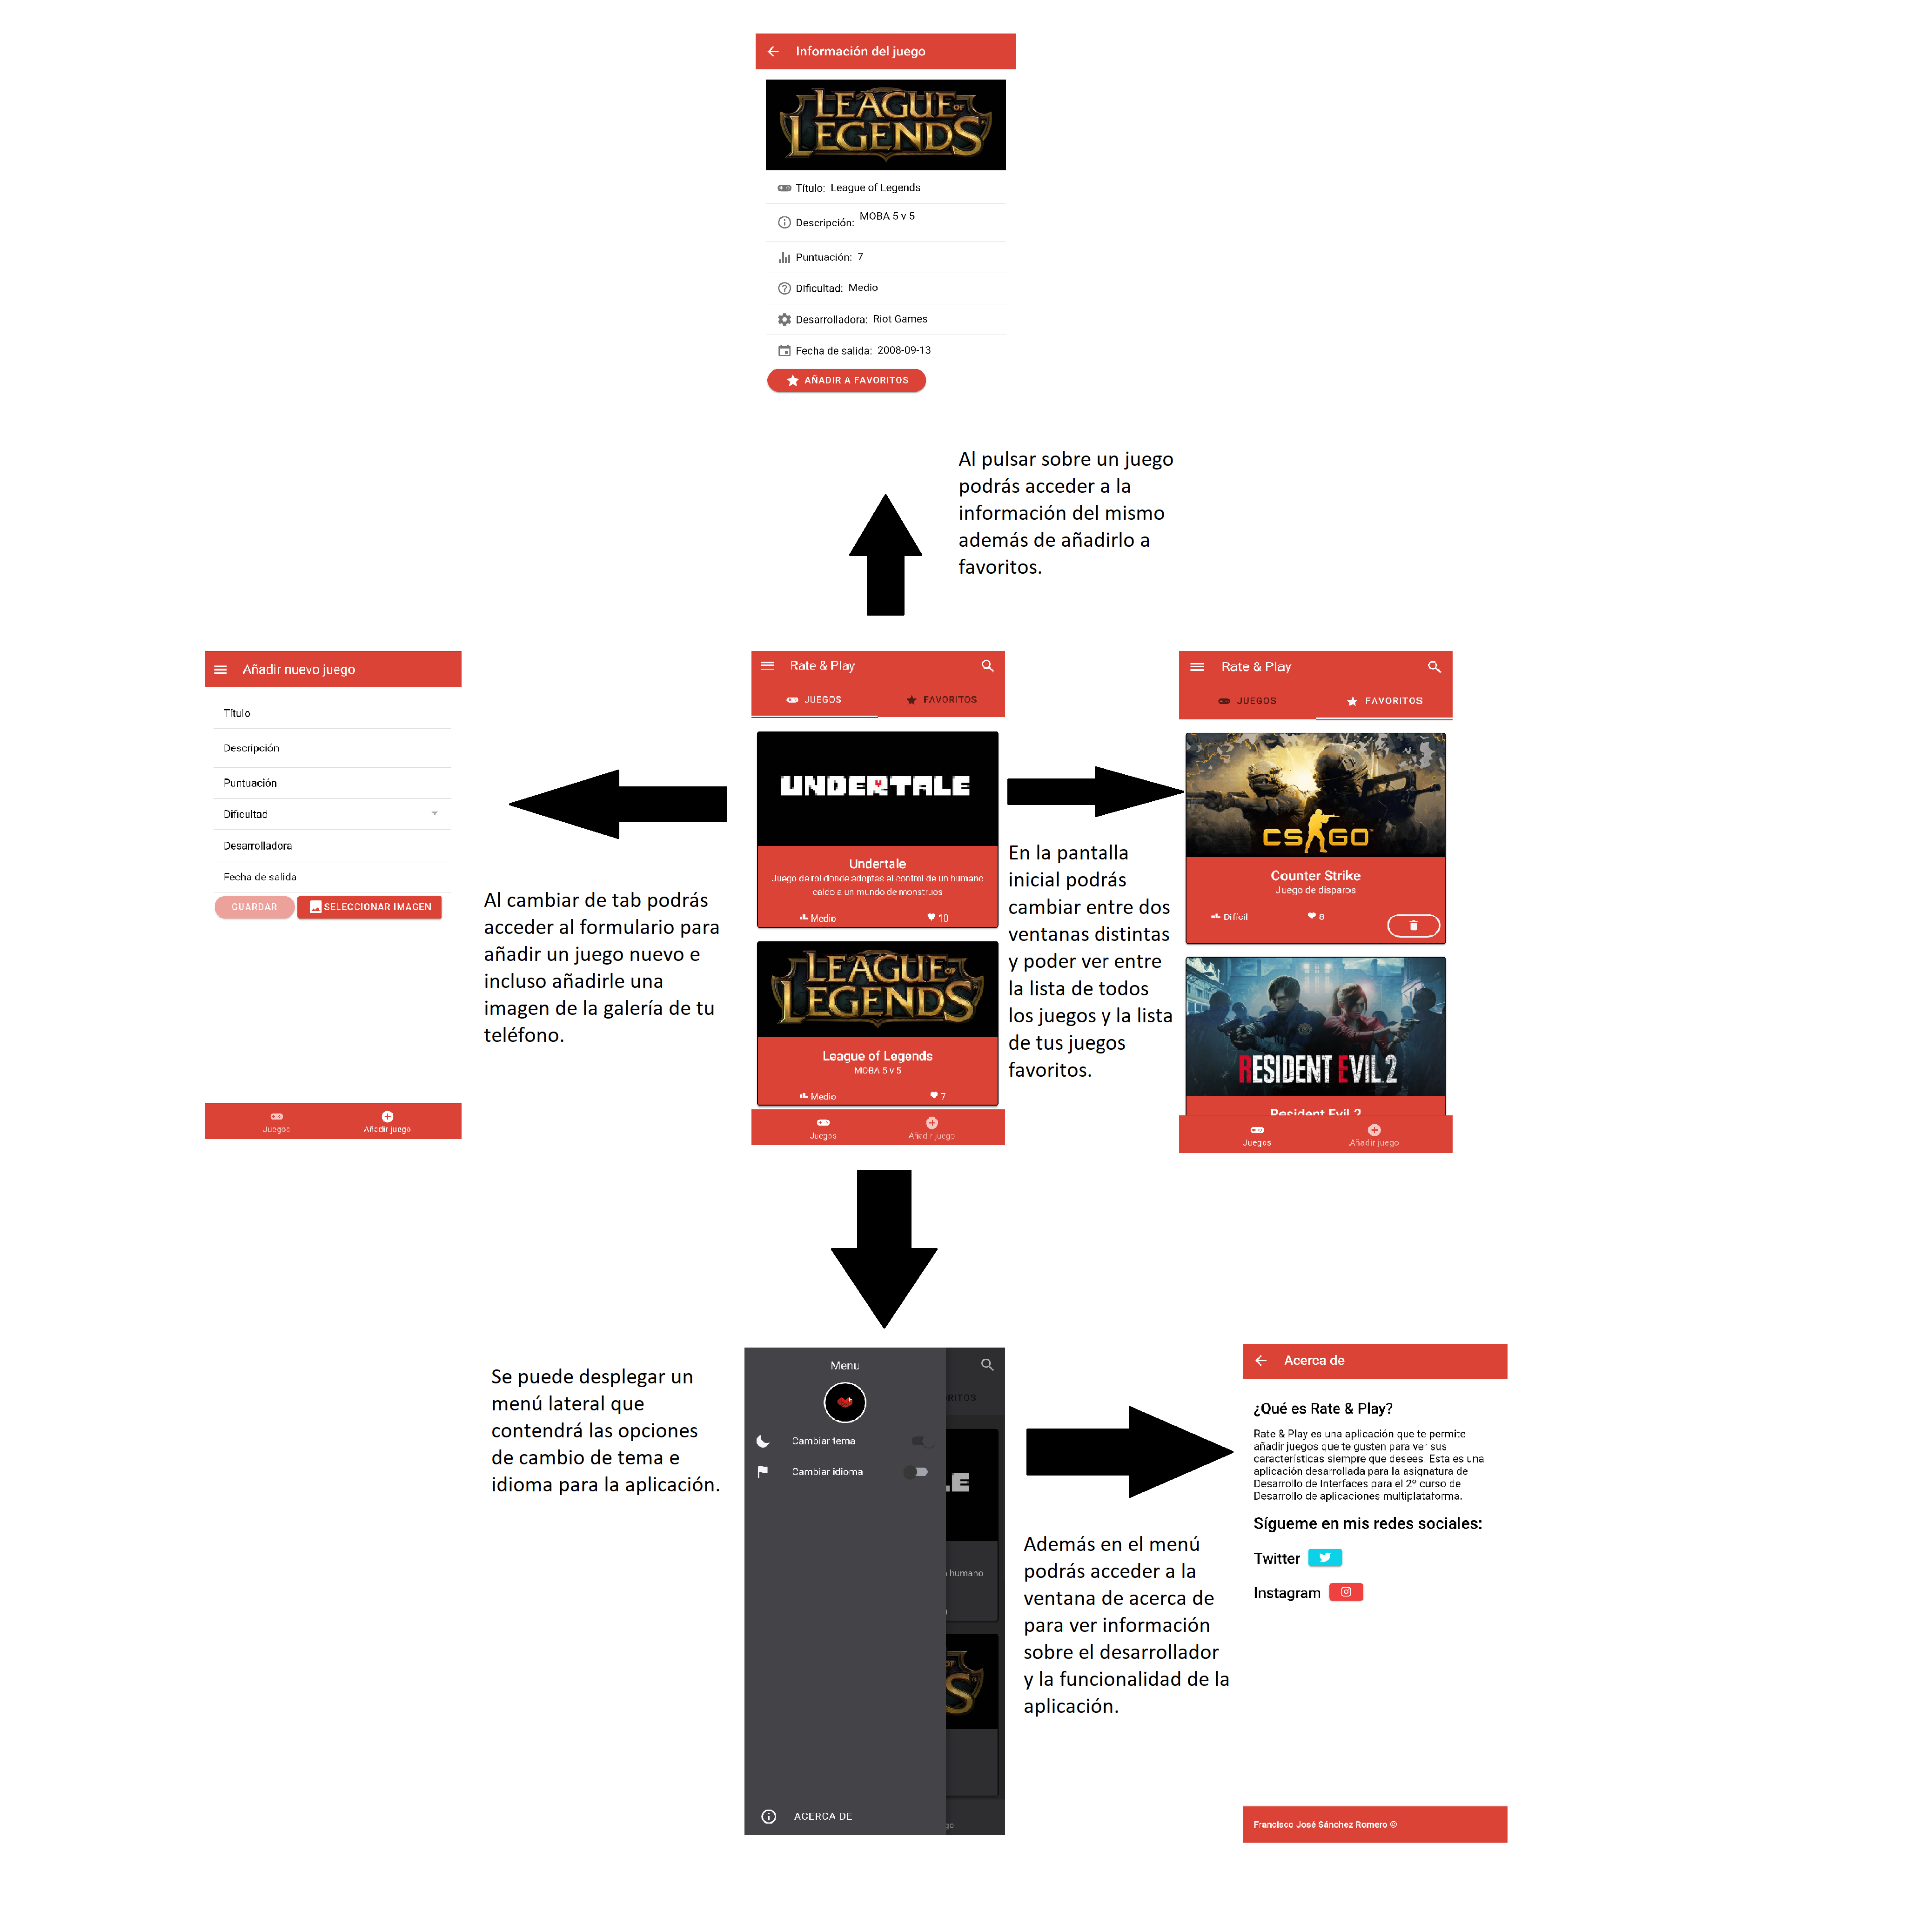 Información del juego
LEAGUE OF
LEGENDS
Título: League of Legends
Descripción: MOBA 5 v 5
Puntuación: 7
Dificultad: Medio
Desarrolladora: Riot Games
Fecha de salida: 2008-09-13
AÑADIR A FAVORITOS
Al pulsar sobre un juego
podrás acceder a la
información del mismo
además de añadirlo a
favoritos.
Añadir nuevo juego
Título
Descripción
Puntuación
Dificultad
Desarrolladora
Fecha de salida
GUARDAR SELECCIONAR IMAGEN
Juegos Añadir juego
Al cambiar de tab podrás
acceder al formulario para
añadir un juego nuevo e
incluso añadirle una
imagen de la galería de tu
teléfono.
Rate & Play
JUEGOS FAVORITOS
UNDERTALE
Undertale
Juego de rol donde adoptas el control de un humano
caido a un mundo de monstruos
Medio 10
LEAGUE OF
LEGENDS
League of Legends
MOBA 5 v 5
Medio 7
Juegos Añadir juego
En la pantalla
inicial podrás
cambiar entre dos
ventanas distintas
y poder ver entre
la lista de todos
los juegos y la lista
de tus juegos
favoritos.
Rate & Play
JUEGOS FAVORITOS
CS GO
Counter Strike
Juego de disparos
Difícil 8
RESIDENT EVIL 2
Resident Evil 2
Juegos Añadir juego
Se puede desplegar un
menú lateral que
contendrá las opciones
de cambio de tema e
idioma para la aplicación.
Menu
Cambiar tema
Cambiar idioma
ACERCA DE
ORITOS
LE
humano
OF
S
go
Además en el menú
podrás acceder a la
ventana de acerca de
para ver información
sobre el desarrollador
y la funcionalidad de la
aplicación.
Acerca de
¿Qué es Rate & Play?
Rate & Play es una aplicación que te permite
añadir juegos que te gusten para ver sus
características siempre que desees. Esta es una
aplicación desarrollada para la asignatura de
Desarrollo de Interfaces para el 2º curso de
Desarrollo de aplicaciones multiplataforma.
Sígueme en mis redes sociales:
Twitter
Instagram
Francisco José Sánchez Romero ©